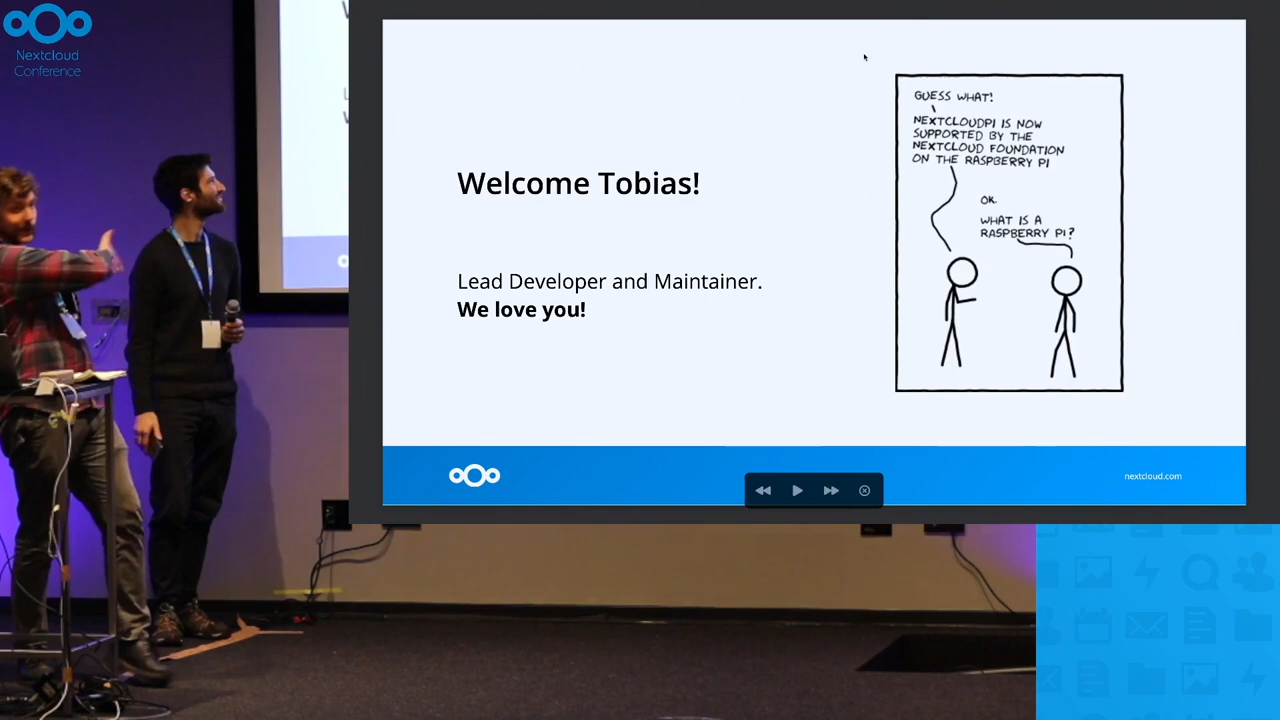 Nextcloud
Conference
Welcome Tobias!
Lead Developer and Maintainer.
We love you!
GUESS WHAT!
NEXTCLOUDPI IS NOW
SUPPORTED BY THE
NEXTCLOUD FOUNDATION
ON THE RASPBERRY PI
OK.
WHAT IS A
RASPBERRY PI?
nextcloud.com